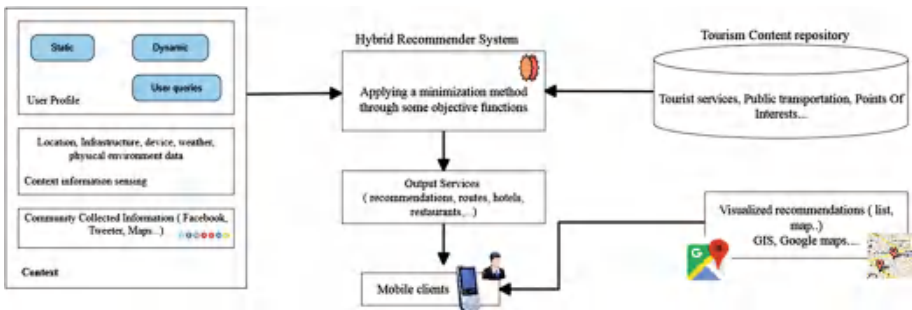 Static
Dynamic
User queries
User Profile
Location, Infrastructure, device, weather,
physical environment data
Context information sensing
Community Collected Information ( Facebook,
Tweeter, Maps...)
Context
Hybrid Recommender System
Applying a minimization method
through some objective functions
Output Services
( recommendations, routes, hotels,
restaurants,...)
Mobile clients
Tourism Content repository
Tourist services, Public transportation, Points Of
Interests...
Visualized recommendations ( list,
map..)
GIS, Google maps....
G